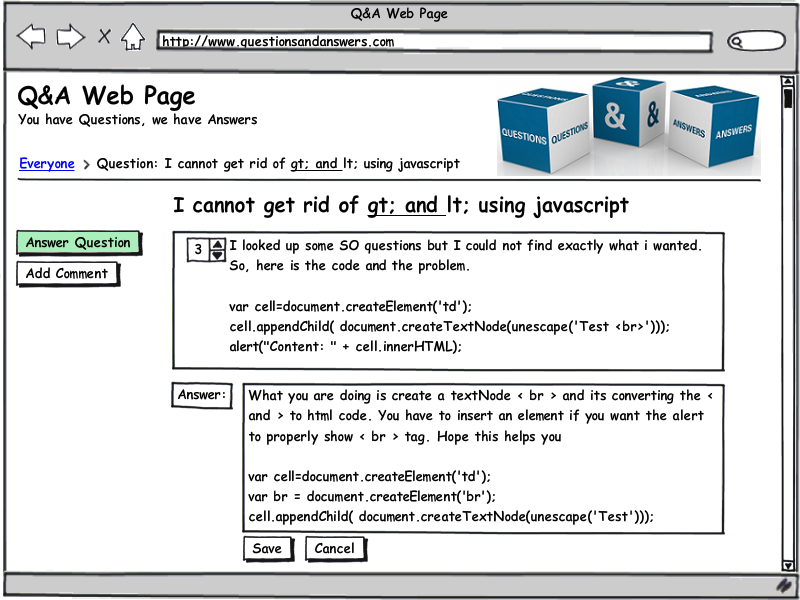 Q&A Web Page
http://www.questionsandanswers.com
Q&A Web Page
You have Questions, we have Answers
QUESTIONS
QUESTIONS
QUESTIONS
&
&
&
ANSWERS
ANSWERS
ANSWERS
Everyone > Question: I cannot get rid of gt; and lt; using javascript
I cannot get rid of gt; and lt; using javascript
Answer Question
Add Comment
3
I looked up some SO questions but I could not find exactly what i wanted.
So, here is the code and the problem.
var cell=document.createElement('td');
cell.appendChild( document.createTextNode(unescape('Test <br>')));
alert("Content: " + cell.innerHTML);
Answer:
What you are doing is create a textNode < br > and its converting the <
and > to html code. You have to insert an element if you want the alert
to properly show < br > tag. Hope this helps you
var cell=document.createElement('td');
var br = document.createElement('br');
cell.appendChild( document.createTextNode(unescape('Test')));
Save
Cancel